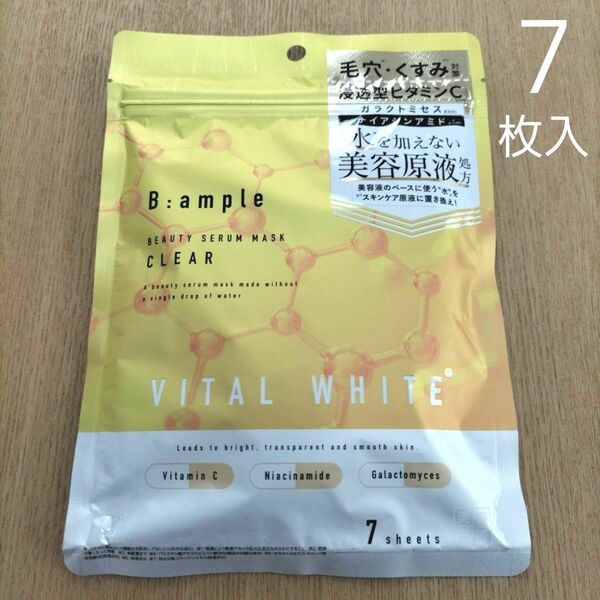 7
枚入
毛穴・くすみ 対策
浸透型ビタミンC
ガラクトミセス
ナイアシンアミド
水を加えない
美容原液 処方
美容液のベースに使う“水”を
スキンケア原液に置き換え!
B:ample
BEAUTY SERUM MASK
CLEAR
a beauty serum mask made without
a single drop of water
VITAL WHITE
Leads to bright, transparent and smooth skin.
Vitamin C
Niacinamide
Galactomyces
7 sheets